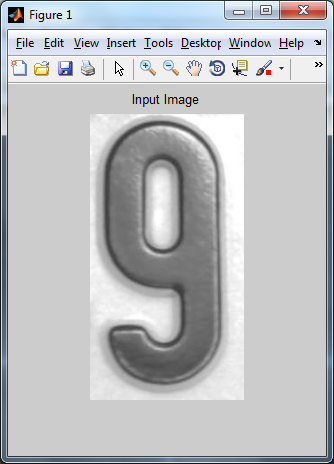 Figure 1
File Edit View Insert Tools Desktop Window Help
Input Image
9